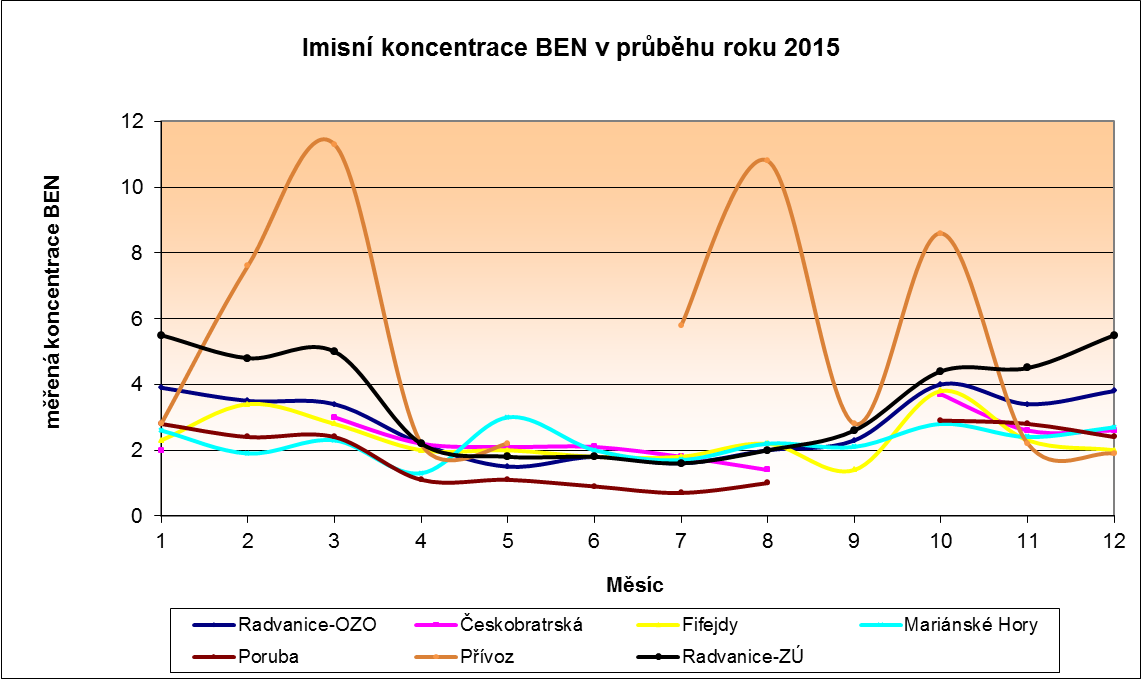 Imisní koncentrace BEN v průběhu roku 2015
měřená koncentrace BEN
12
10
8
6
4
2
0
1 2 3 4 5 6 7 8 9 10 11 12
Měsíc
Radvanice-OZO Českobratrská Fifejdy Mariánské Hory
Poruba Přívoz Radvanice-ZÚ